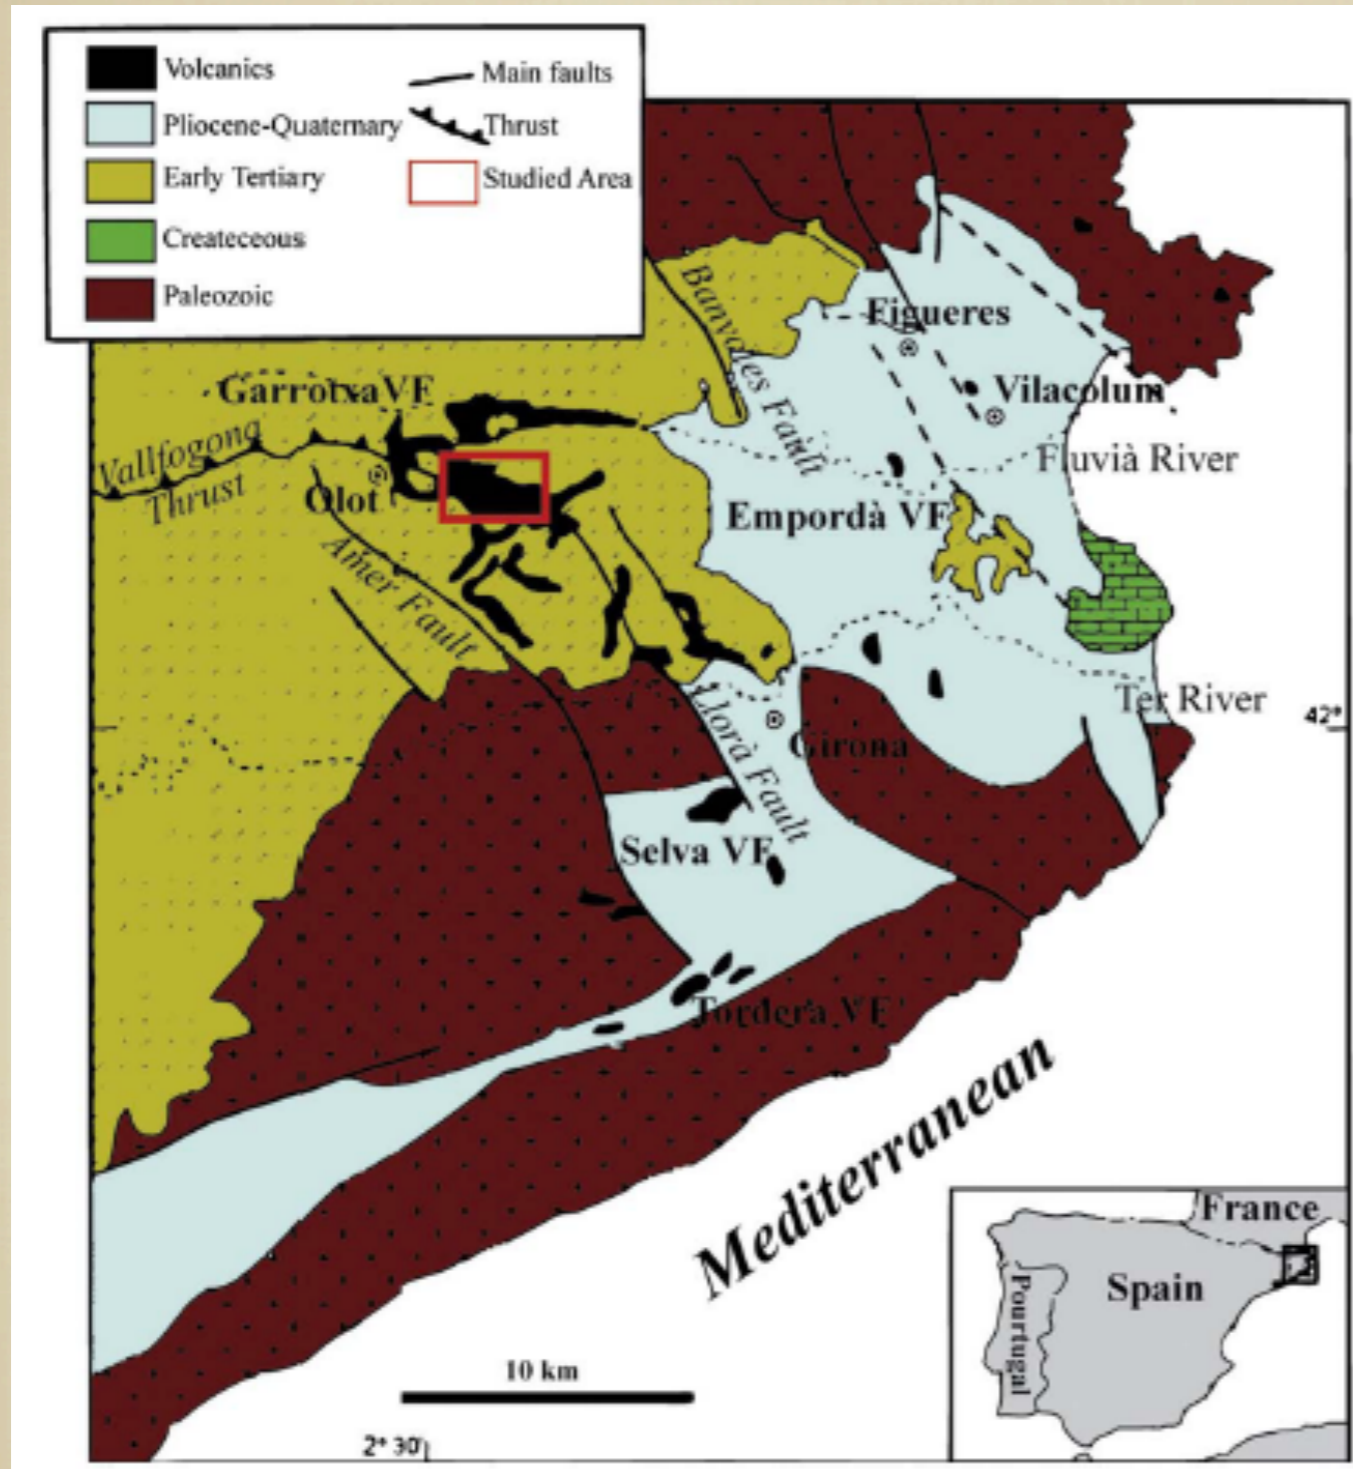 Volcanics
Pliocene-Quaternary
Early Tertiary
Createceous
Paleozoic
Main faults
Thrust
Studied Area
Banyoles Fault
Figueres
Vilacolum
GarrotxaVF
Vallfogona
Thrust
Fluvià River
Olot
Empordà VF
Amer Fault
Ter River
42°
Llorà Fault
Girona
Selva VF
Tordera VF
Mediterranean
France
Spain
Pourtugal
10 km
2° 30'